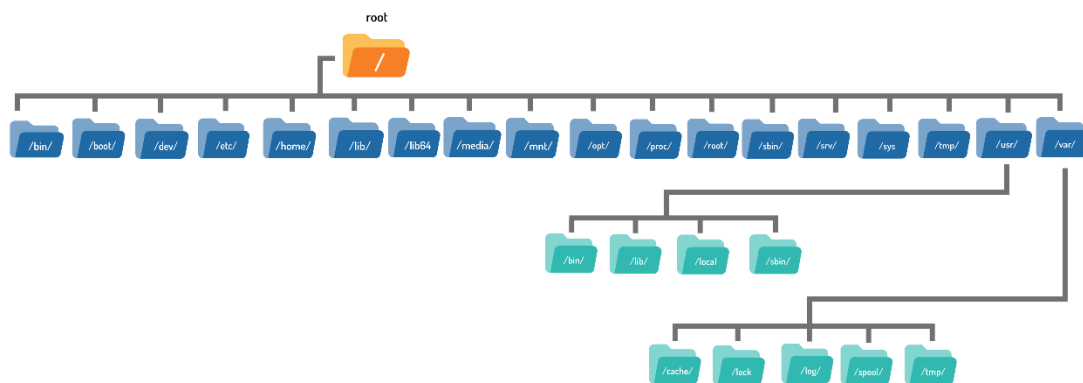 root
/
/bin/
/boot/
/dev/
/etc/
/home/
/lib/
/lib64
/media/
/mnt/
/opt/
/proc/
/root/
/sbin/
/srv/
/sys
/tmp/
/usr/
/var/
/bin/
/lib/
/local
/sbin/
/cache/
/lock
/log/
/spool/
/tmp/